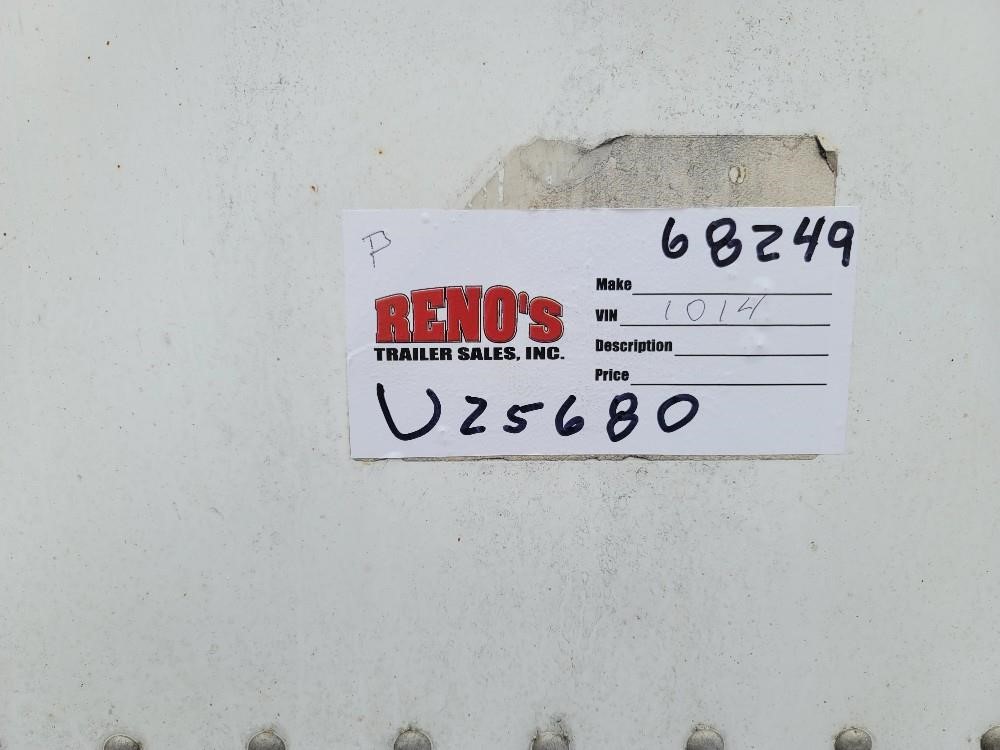 P
68249
RENO'S
TRAILER SALES, INC.
Make
VIN 1014
Description
Price
U25680